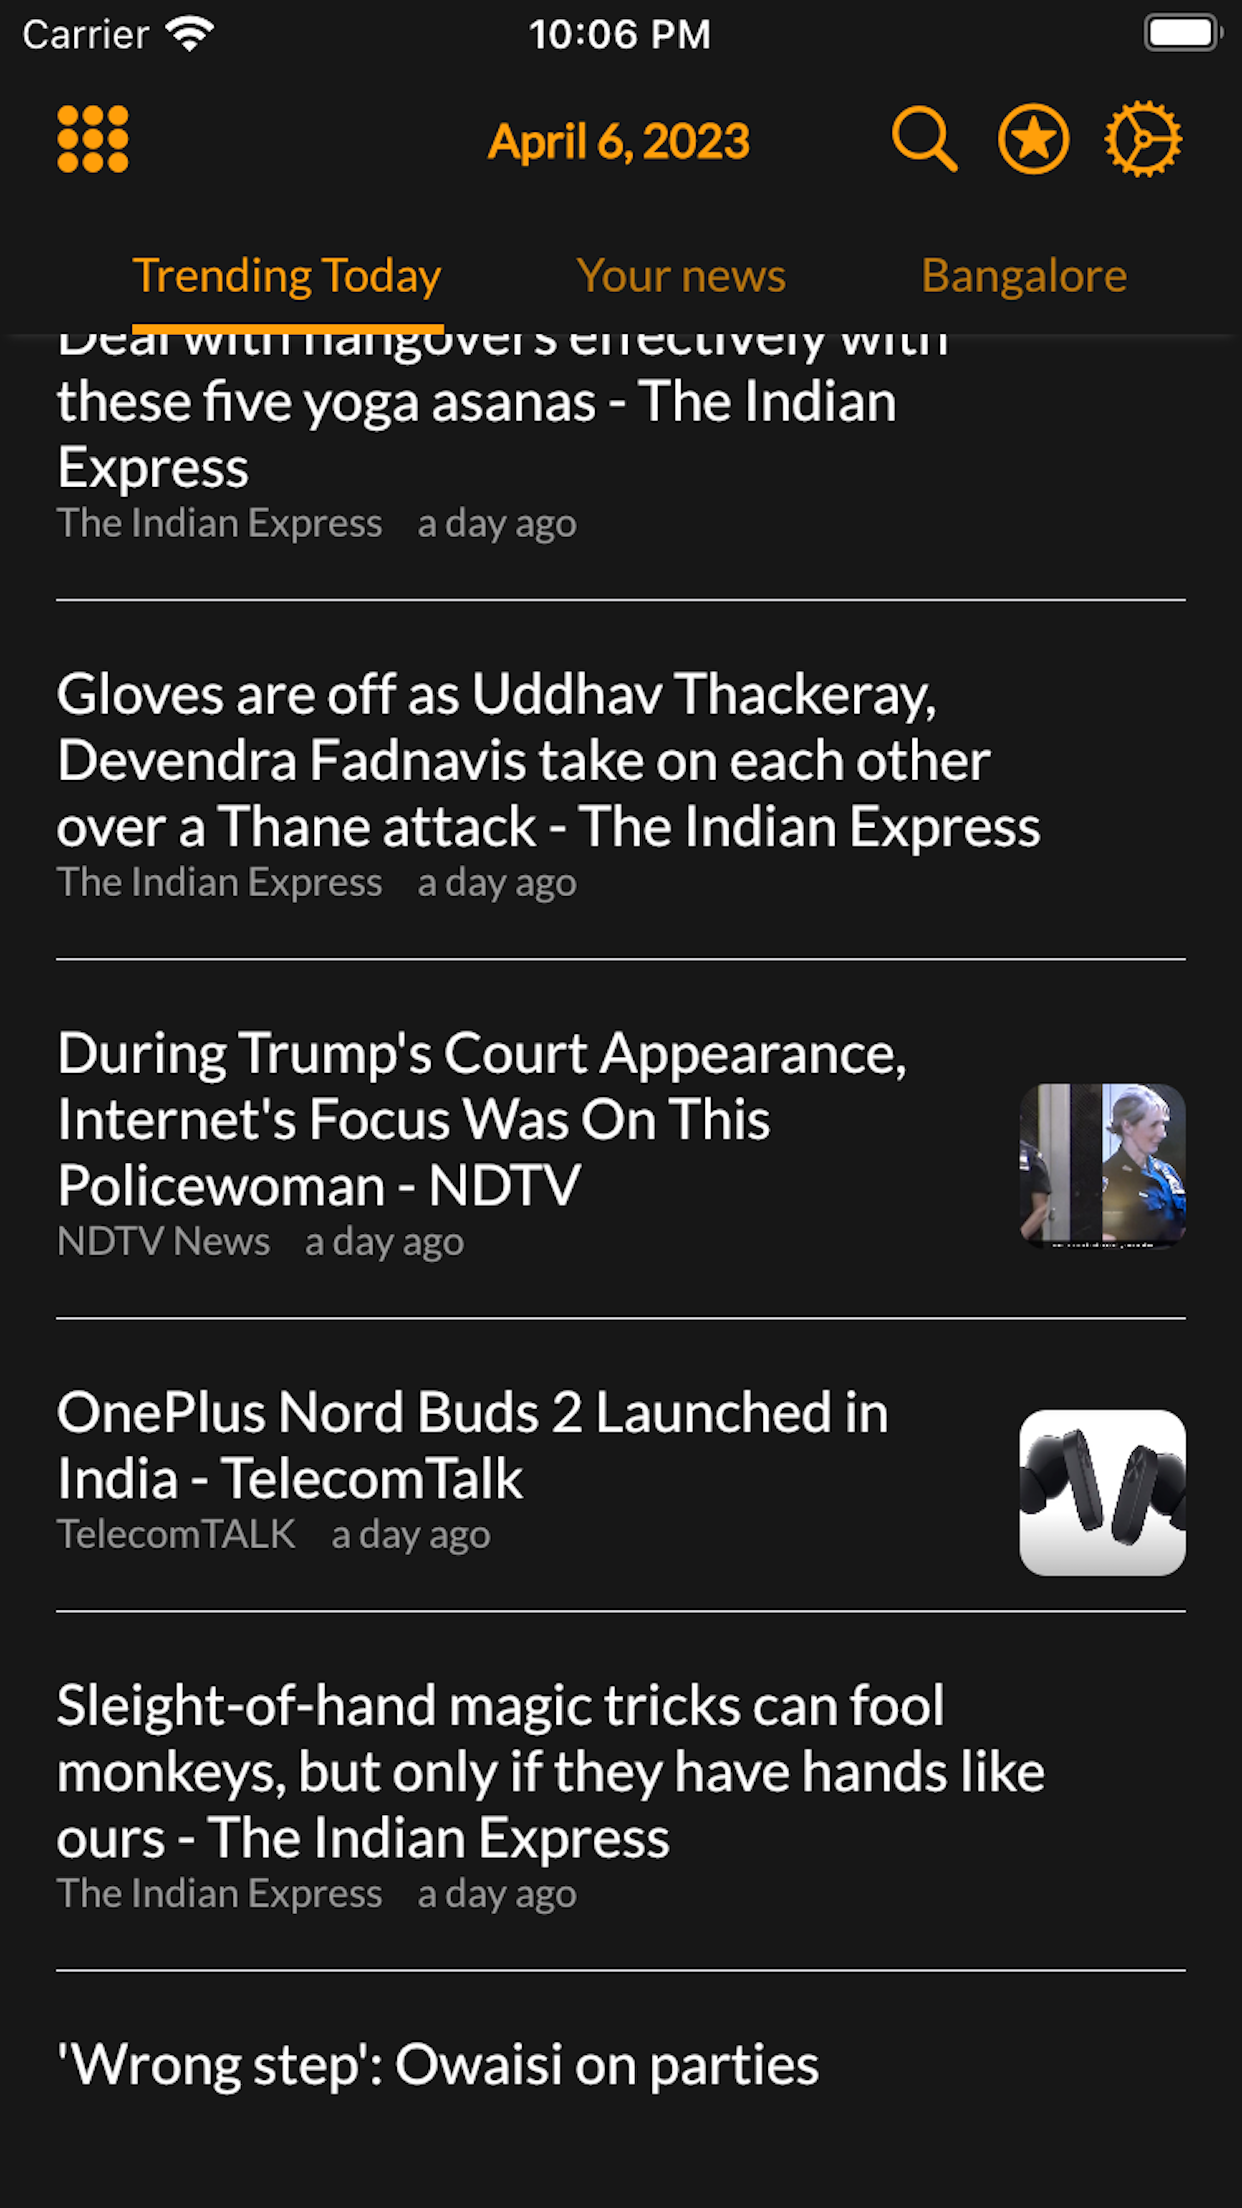 Carrier 10:06 PM
April 6, 2023
Trending Today Your news Bangalore
Deal with hangovers effectively with
these five yoga asanas - The Indian
Express
The Indian Express a day ago
Gloves are off as Uddhav Thackeray,
Devendra Fadnavis take on each other
over a Thane attack - The Indian Express
The Indian Express a day ago
During Trump's Court Appearance,
Internet's Focus Was On This
Policewoman - NDTV
NDTV News a day ago
OnePlus Nord Buds 2 Launched in
India - TelecomTalk
TelecomTALK a day ago
Sleight-of-hand magic tricks can fool
monkeys, but only if they have hands like
ours - The Indian Express
The Indian Express a day ago
'Wrong step': Owaisi on parties